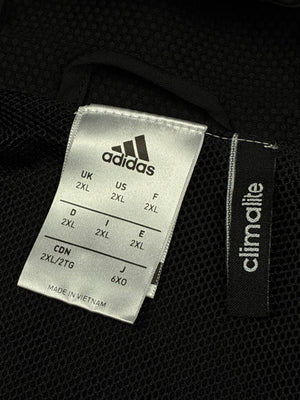 adidas
UK US F
2XL 2XL 2XL
D I E
2XL 2XL 2XL
CDN J
2XL/2TG 6XO
MADE IN VIETNAM
climalite